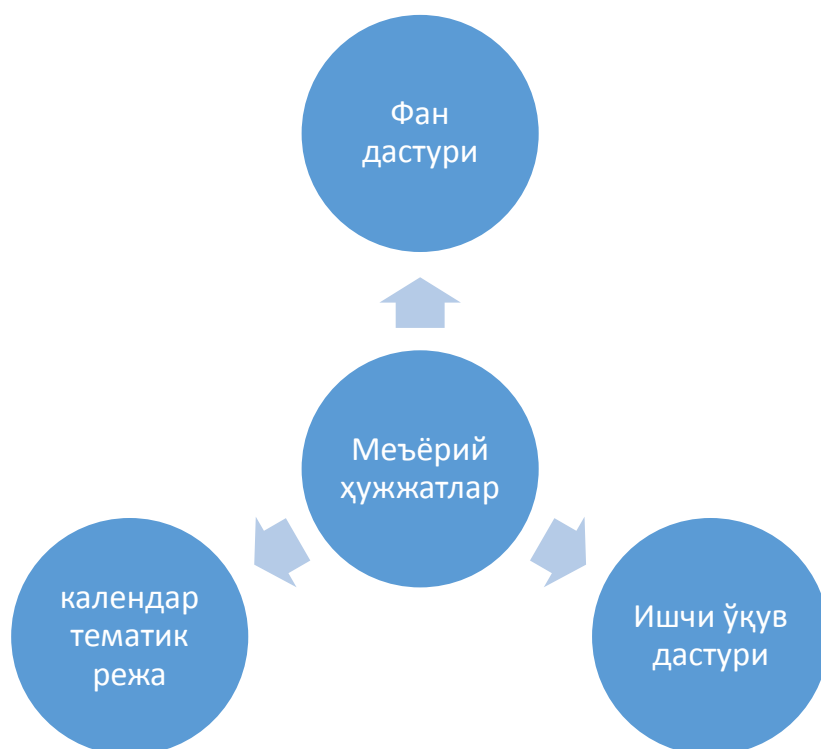 Фан
дастури
Меъёрий
ҳужжатлар
календар
тематик
режа
Ишчи ўқув
дастури